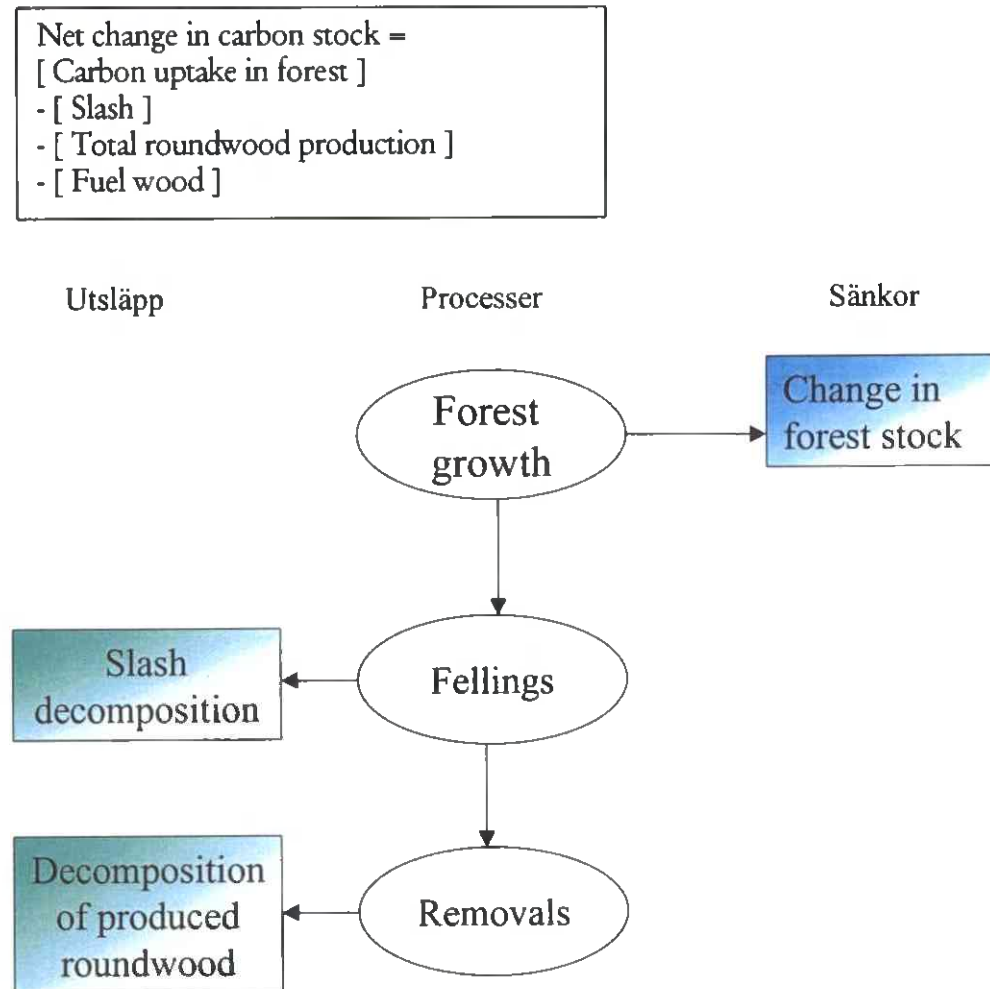 Net change in carbon stock =
[ Carbon uptake in forest ]
- [ Slash ]
- [ Total roundwood production ]
- [ Fuel wood ]
Utsläpp
Processer
Sänkor
Forest
growth
Change in
forest stock
Slash
decomposition
Fellings
Decomposition
of produced
roundwood
Removals